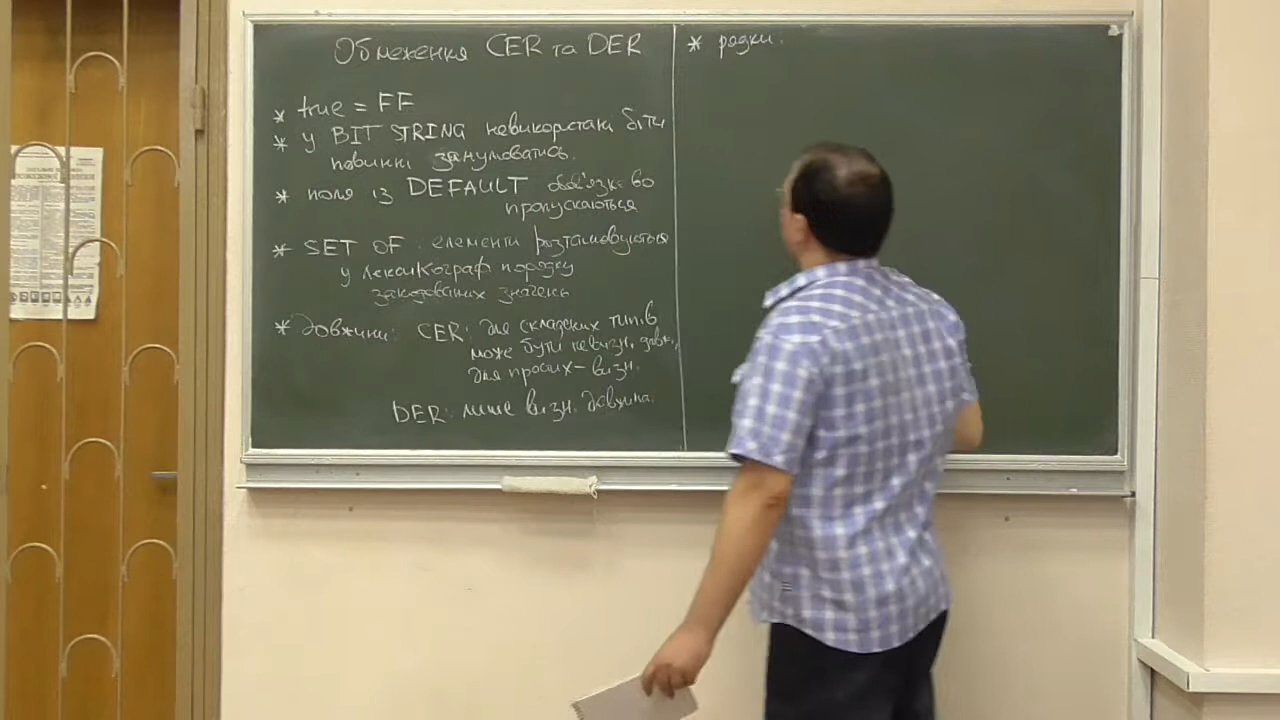 Обмеження CER та DER
* true = FF
* у BIT STRING невикористані біти
повинні занулюватись.
* поля із DEFAULT обов'язково
пропускаються
* SET OF: елементи розташовуються
у лексикограф порядку
закодованих значень
* Довжини: CER: для складених типів
може бути невизн. довж.,
для простих – визн.
DER: лише визн. довжина.
* рядки: